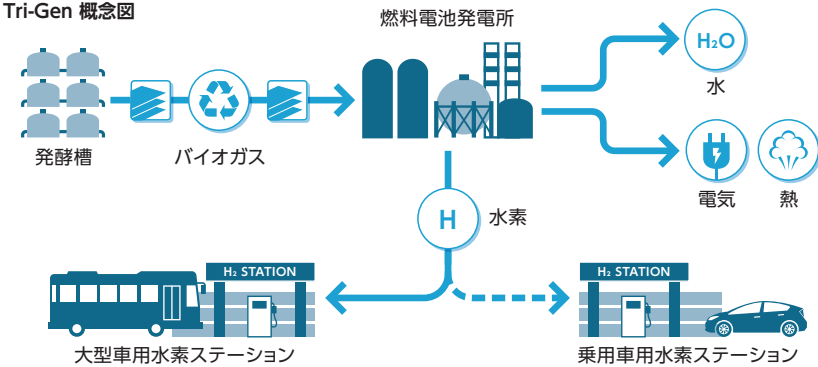 Tri-Gen 概念図
燃料電池発電所
H₂O
水
発酵槽
バイオガス
電気
熱
H
水素
H₂ STATION
H₂ STATION
大型車用水素ステーション
乗用車用水素ステーション